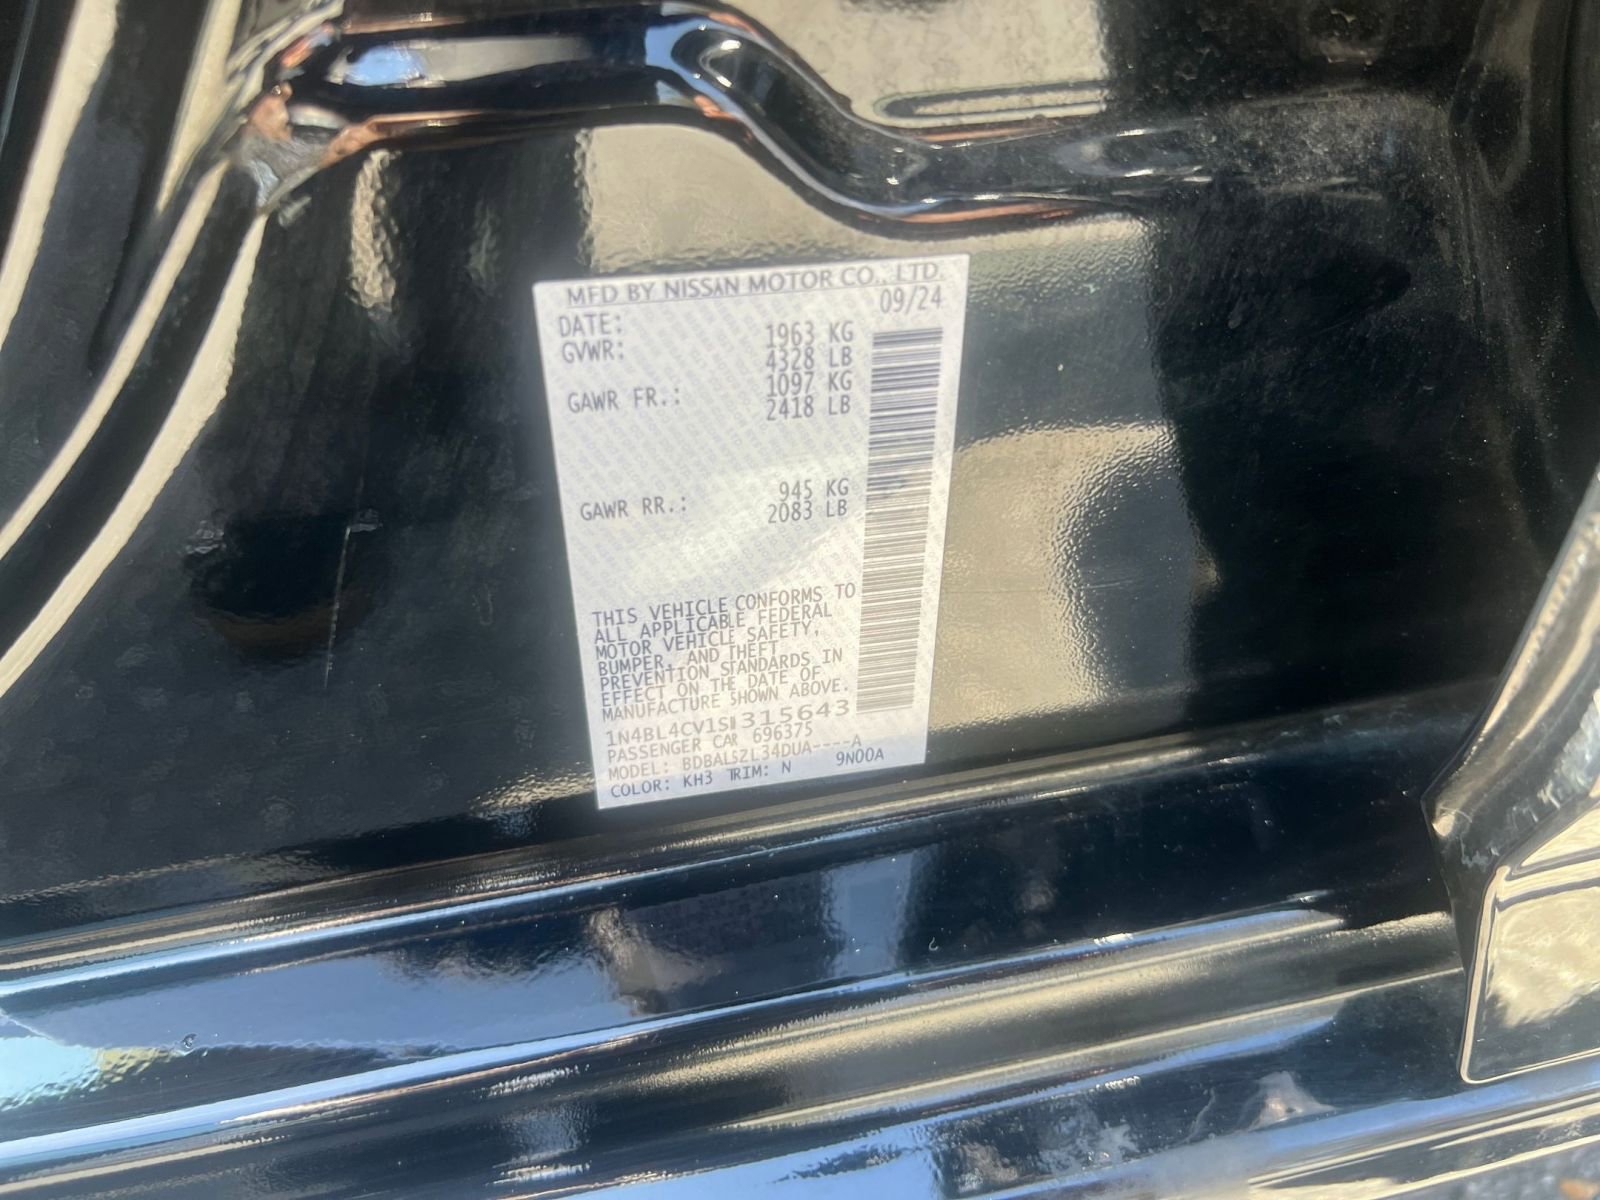 MFD BY NISSAN MOTOR CO., LTD.
DATE: 09/24
GVWR: 1963 KG
4328 LB
GAWR FR.: 1097 KG
2418 LB
GAWR RR.: 945 KG
2083 LB
THIS VEHICLE CONFORMS TO
ALL APPLICABLE FEDERAL
MOTOR VEHICLE SAFETY,
BUMPER, AND THEFT
PREVENTION STANDARDS IN
EFFECT ON THE DATE OF
MANUFACTURE SHOWN ABOVE.
PASSENGER CAR 696375
MODEL: A
COLOR: KH3 TRIM: N 9N00A